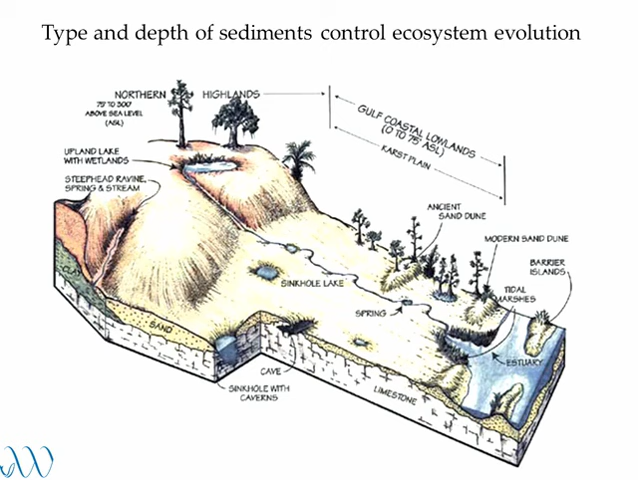 Type and depth of sediments control ecosystem evolution
NORTHERN HIGHLANDS
75' TO 300'
ABOVE SEA LEVEL
(ASL)
GULF COASTAL LOWLANDS
(0 TO 75' ASL)
KARST PLAIN
UPLAND LAKE
WITH WETLANDS
STEEPHEAD RAVINE,
SPRING & STREAM
ANCIENT
SAND DUNE
MODERN SAND DUNE
BARRIER
ISLANDS
TIDAL
MARSHES
CLAY
SINKHOLE LAKE
SPRING
SAND
ESTUARY
CAVE
SINKHOLE WITH
CAVERNS
LIMESTONE